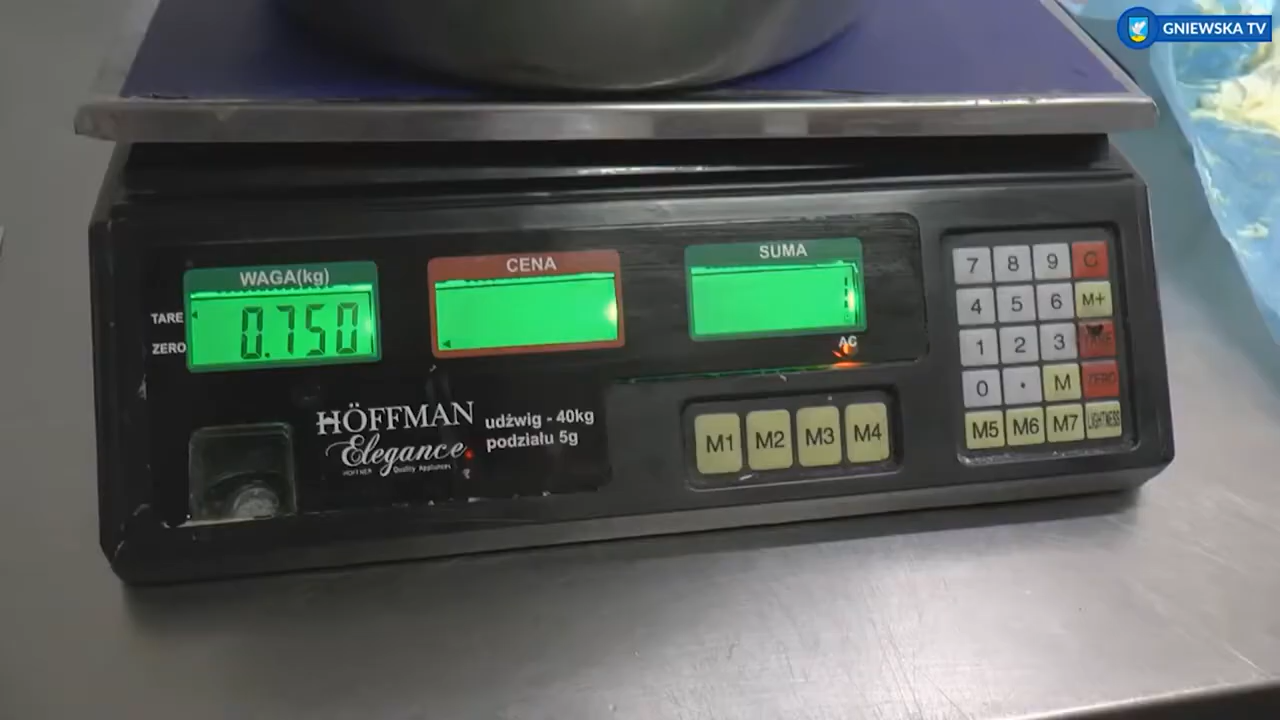 GNIEWSKA TV
WAGA(kg)
CENA
SUMA
TARE
ZERO
0.750
AC
HÖFFMAN
Elegance
HOFFNER Quality Appliances
udźwig - 40kg
podziału 5g
M1 M2 M3 M4
7 8 9 C
4 5 6 M+
1 2 3 TARE
0 . M ZERO
M5 M6 M7 LIGHTNESS